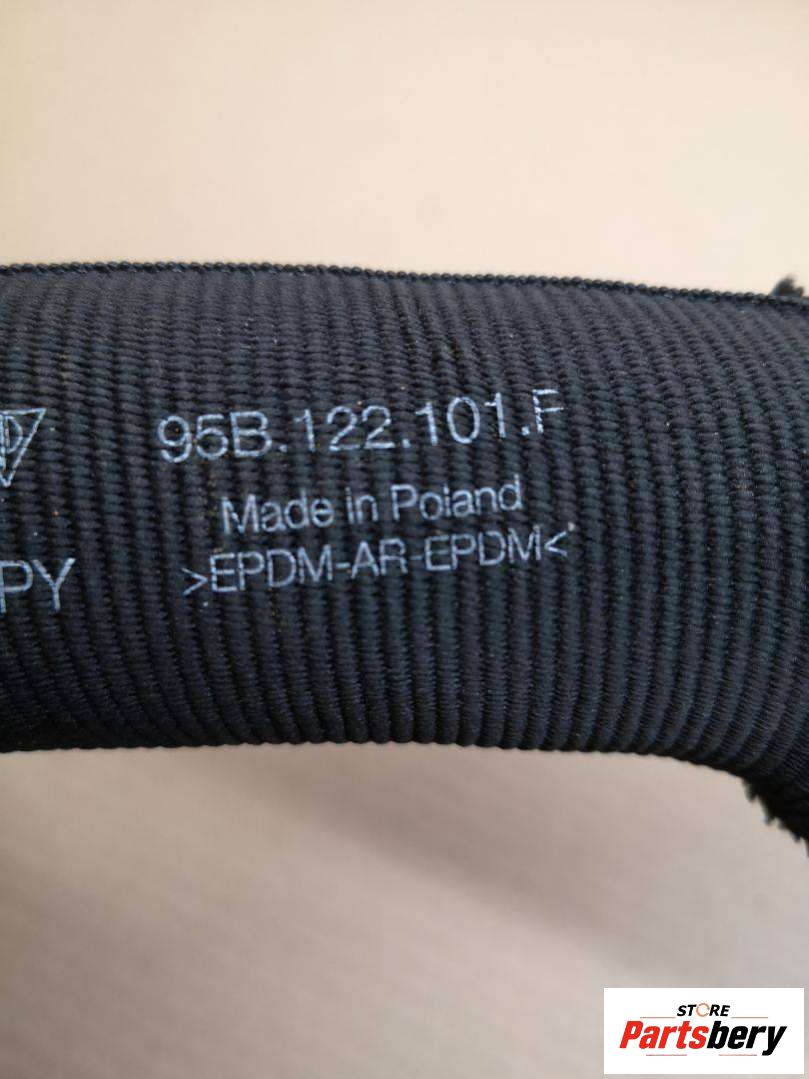 95B.122.101.F
Made in Poland
>EPDM-AR-EPDM<
PY
STORE
Partsbery